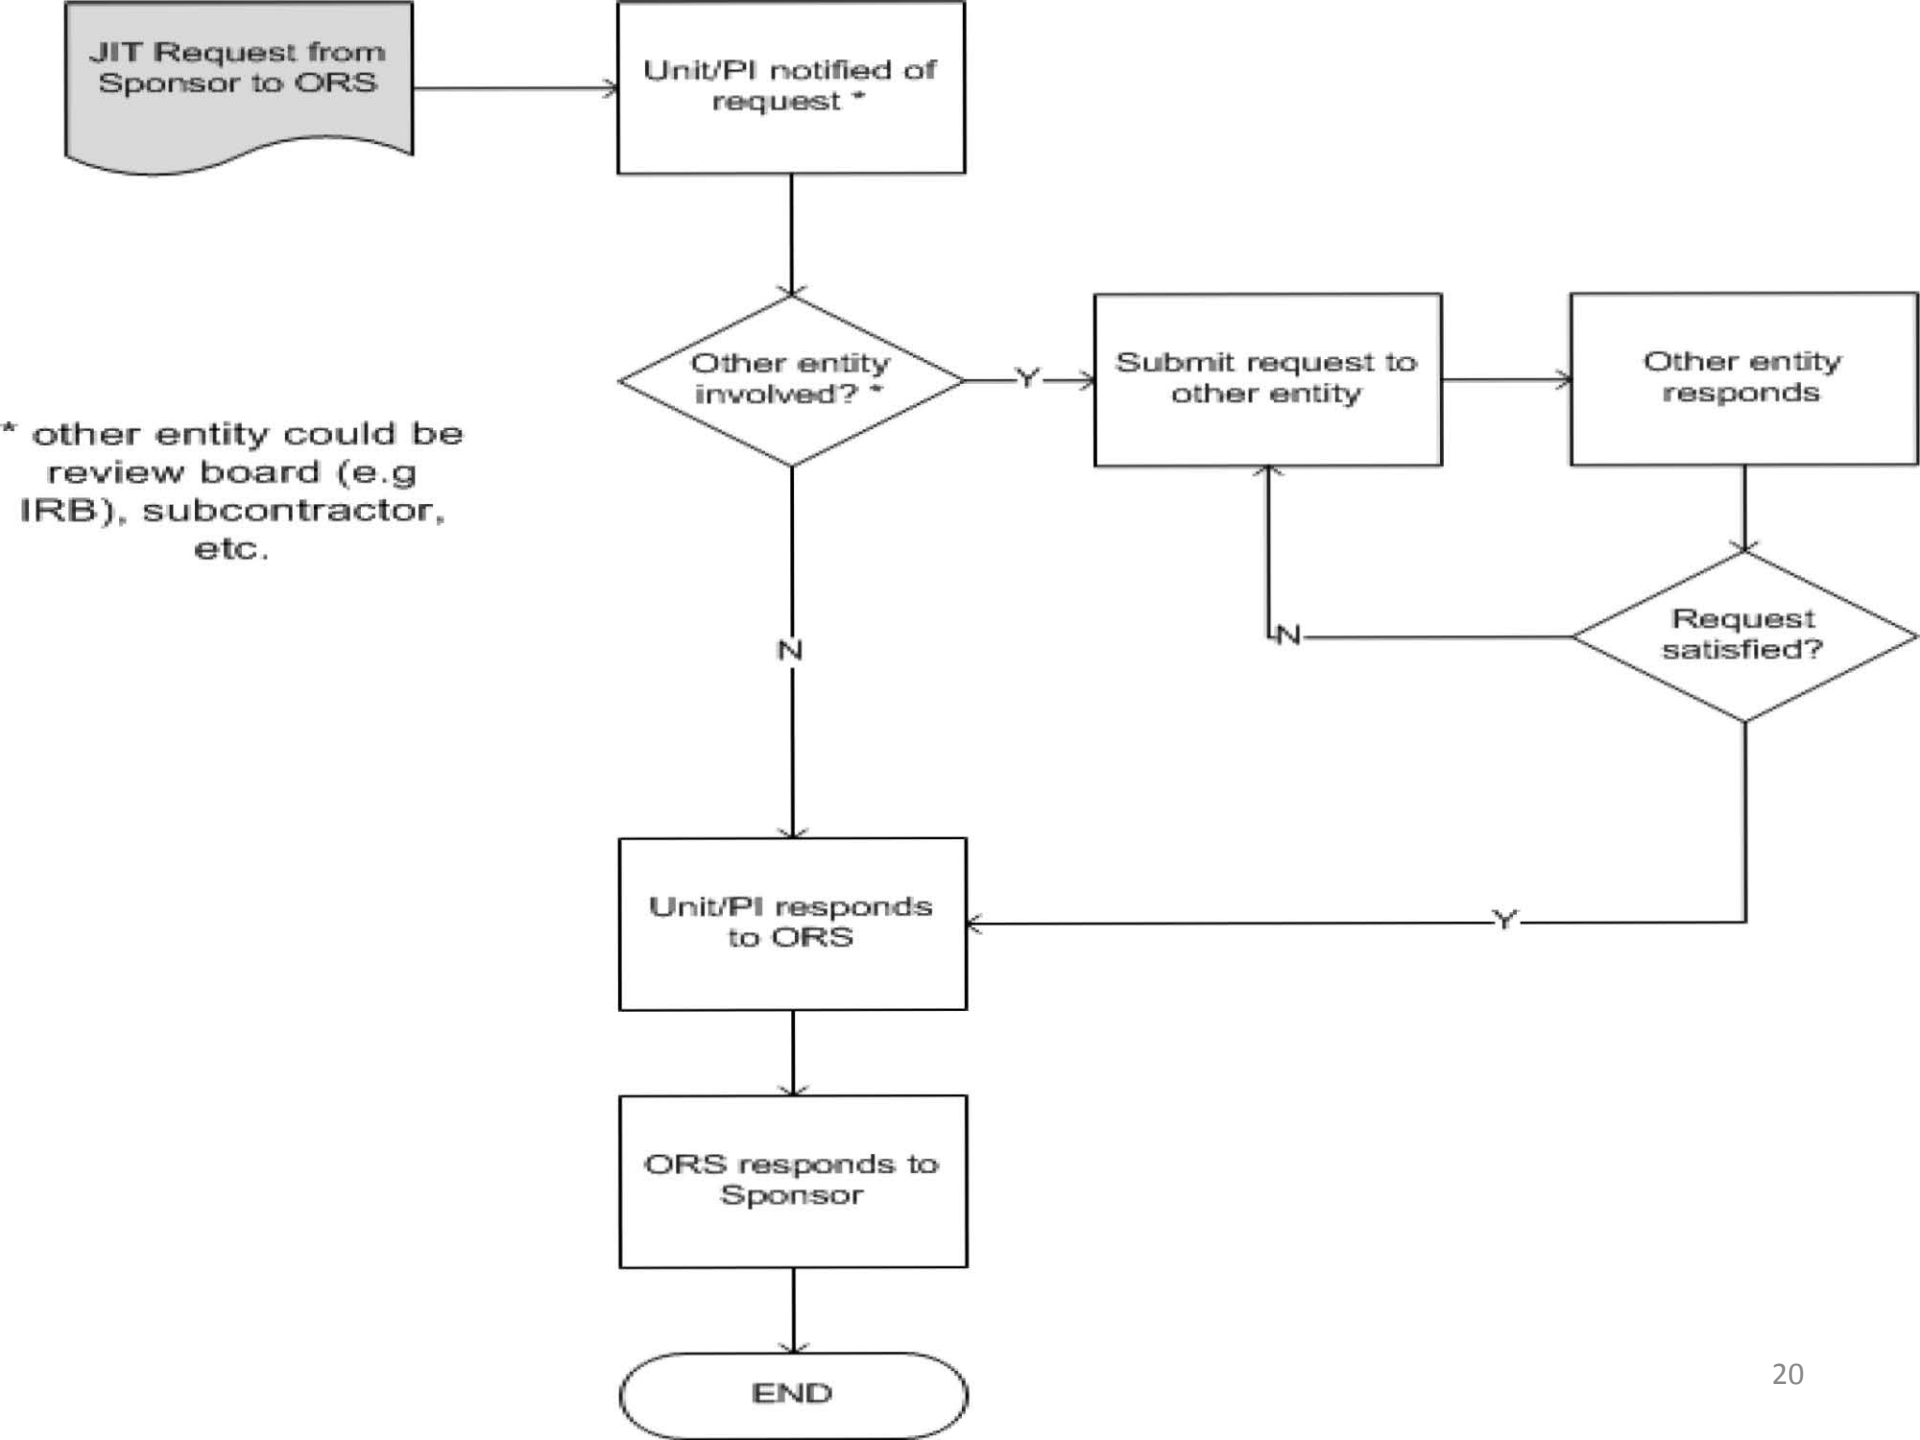 JIT Request from
Sponsor to ORS
Unit/PI notified of
request *
Other entity
involved? *
Y
Submit request to
other entity
Other entity
responds
* other entity could be
review board (e.g
IRB), subcontractor,
etc.
N
N
Request
satisfied?
Unit/PI responds
to ORS
Y
ORS responds to
Sponsor
END
20